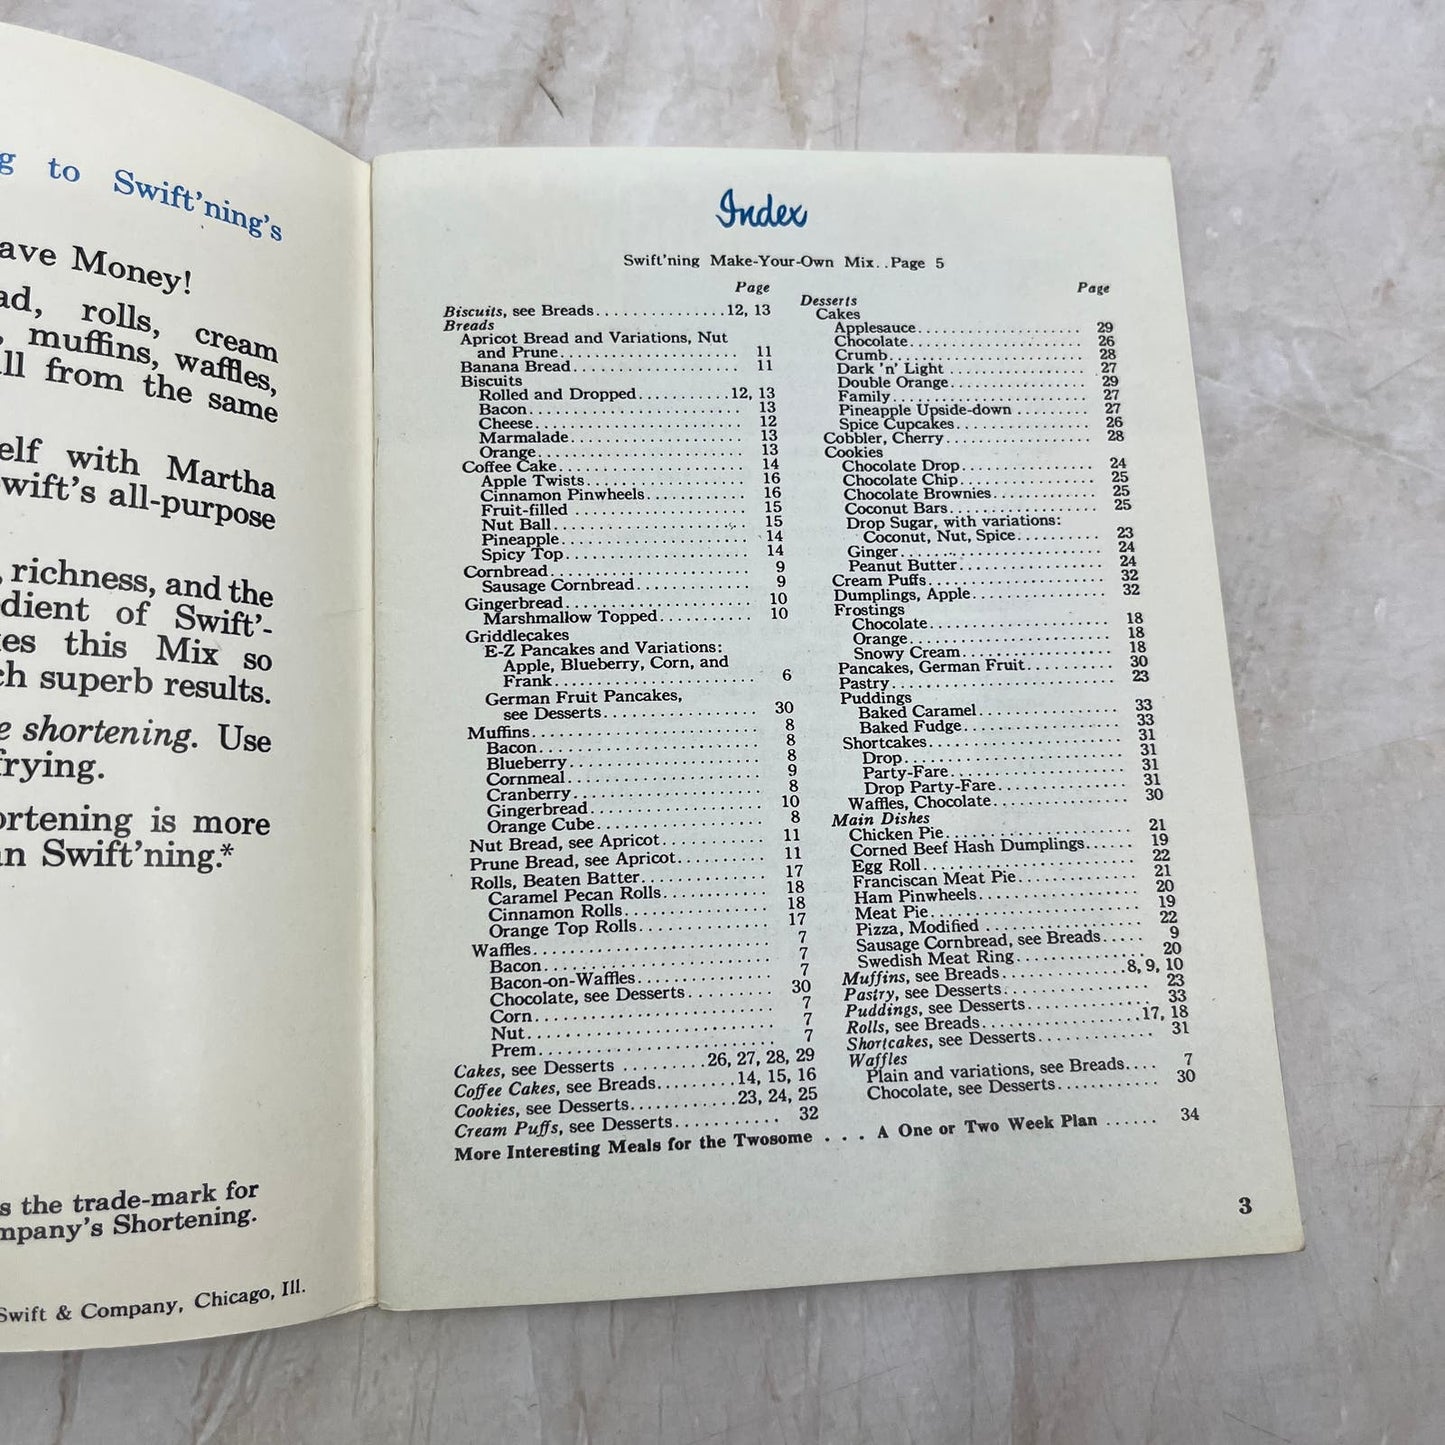 g to Swift'ning's
ave Money!
ad, rolls, cream
, muffins, waffles,
ll from the same
elf with Martha
wift's all-purpose
, richness, and the
dient of Swift'-
es this Mix so
ch superb results.
e shortening. Use
frying.
ortening is more
an Swift'ning.*
s the trade-mark for
mpany's Shortening.
Swift & Company, Chicago, Ill.
Index
Swift'ning Make-Your-Own Mix..Page 5
Page
Biscuits, see Breads...............12, 13
Breads
Apricot Bread and Variations, Nut
and Prune.................... 11
Banana Bread.................... 11
Biscuits
Rolled and Dropped...........12, 13
Bacon........................ 13
Cheese....................... 12
Marmalade.................... 13
Orange....................... 13
Coffee Cake...................... 14
Apple Twists................. 16
Cinnamon Pinwheels........... 16
Fruit-filled .................. 15
Nut Ball..................... 15
Pineapple.................... 14
Spicy Top.................... 14
Cornbread........................ 9
Sausage Cornbread............ 9
Gingerbread...................... 10
Marshmallow Topped........... 10
Griddlecakes
E-Z Pancakes and Variations:
Apple, Blueberry, Corn, and
Frank........................ 6
German Fruit Pancakes,
see Desserts................. 30
Muffins.......................... 8
Bacon........................ 8
Blueberry.................... 8
Cornmeal..................... 9
Cranberry.................... 8
Gingerbread.................. 10
Orange Cube.................. 8
Nut Bread, see Apricot........... 11
Prune Bread, see Apricot......... 11
Rolls, Beaten Batter............. 17
Caramel Pecan Rolls.......... 18
Cinnamon Rolls............... 18
Orange Top Rolls............. 17
Waffles.......................... 7
Bacon........................ 7
Bacon-on-Waffles............. 7
Chocolate, see Desserts...... 30
Corn......................... 7
Nut.......................... 7
Prem......................... 7
Cakes, see Desserts .........26, 27, 28, 29
Coffee Cakes, see Breads.........14, 15, 16
Cookies, see Desserts............23, 24, 25
Cream Puffs, see Desserts........... 32
Page
Desserts
Cakes
Applesauce................... 29
Chocolate.................... 26
Crumb........................ 28
Dark 'n' Light ............... 27
Double Orange................ 29
Family....................... 27
Pineapple Upside-down ........ 27
Spice Cupcakes............... 26
Cobbler, Cherry.................. 28
Cookies
Chocolate Drop............... 24
Chocolate Chip............... 25
Chocolate Brownies........... 25
Coconut Bars................. 25
Drop Sugar, with variations:
Coconut, Nut, Spice.......... 23
Ginger....................... 24
Peanut Butter................ 24
Cream Puffs...................... 32
Dumplings, Apple................. 32
Frostings
Chocolate.................... 18
Orange....................... 18
Snowy Cream.................. 18
Pancakes, German Fruit........... 30
Pastry........................... 23
Puddings
Baked Caramel................ 33
Baked Fudge.................. 33
Shortcakes....................... 31
Drop......................... 31
Party-Fare................... 31
Drop Party-Fare.............. 31
Waffles, Chocolate............... 30
Main Dishes
Chicken Pie...................... 21
Corned Beef Hash Dumplings...... 19
Egg Roll......................... 22
Franciscan Meat Pie.............. 21
Ham Pinwheels.................... 20
Meat Pie......................... 19
Pizza, Modified .................. 22
Sausage Cornbread, see Breads..... 9
Swedish Meat Ring................ 20
Muffins, see Breads...............8, 9, 10
Pastry, see Desserts................. 23
Puddings, see Desserts............... 33
Rolls, see Breads...................17, 18
Shortcakes, see Desserts............. 31
Waffles
Plain and variations, see Breads.... 7
Chocolate, see Desserts............ 30
More Interesting Meals for the Twosome . . . A One or Two Week Plan ...... 34
3